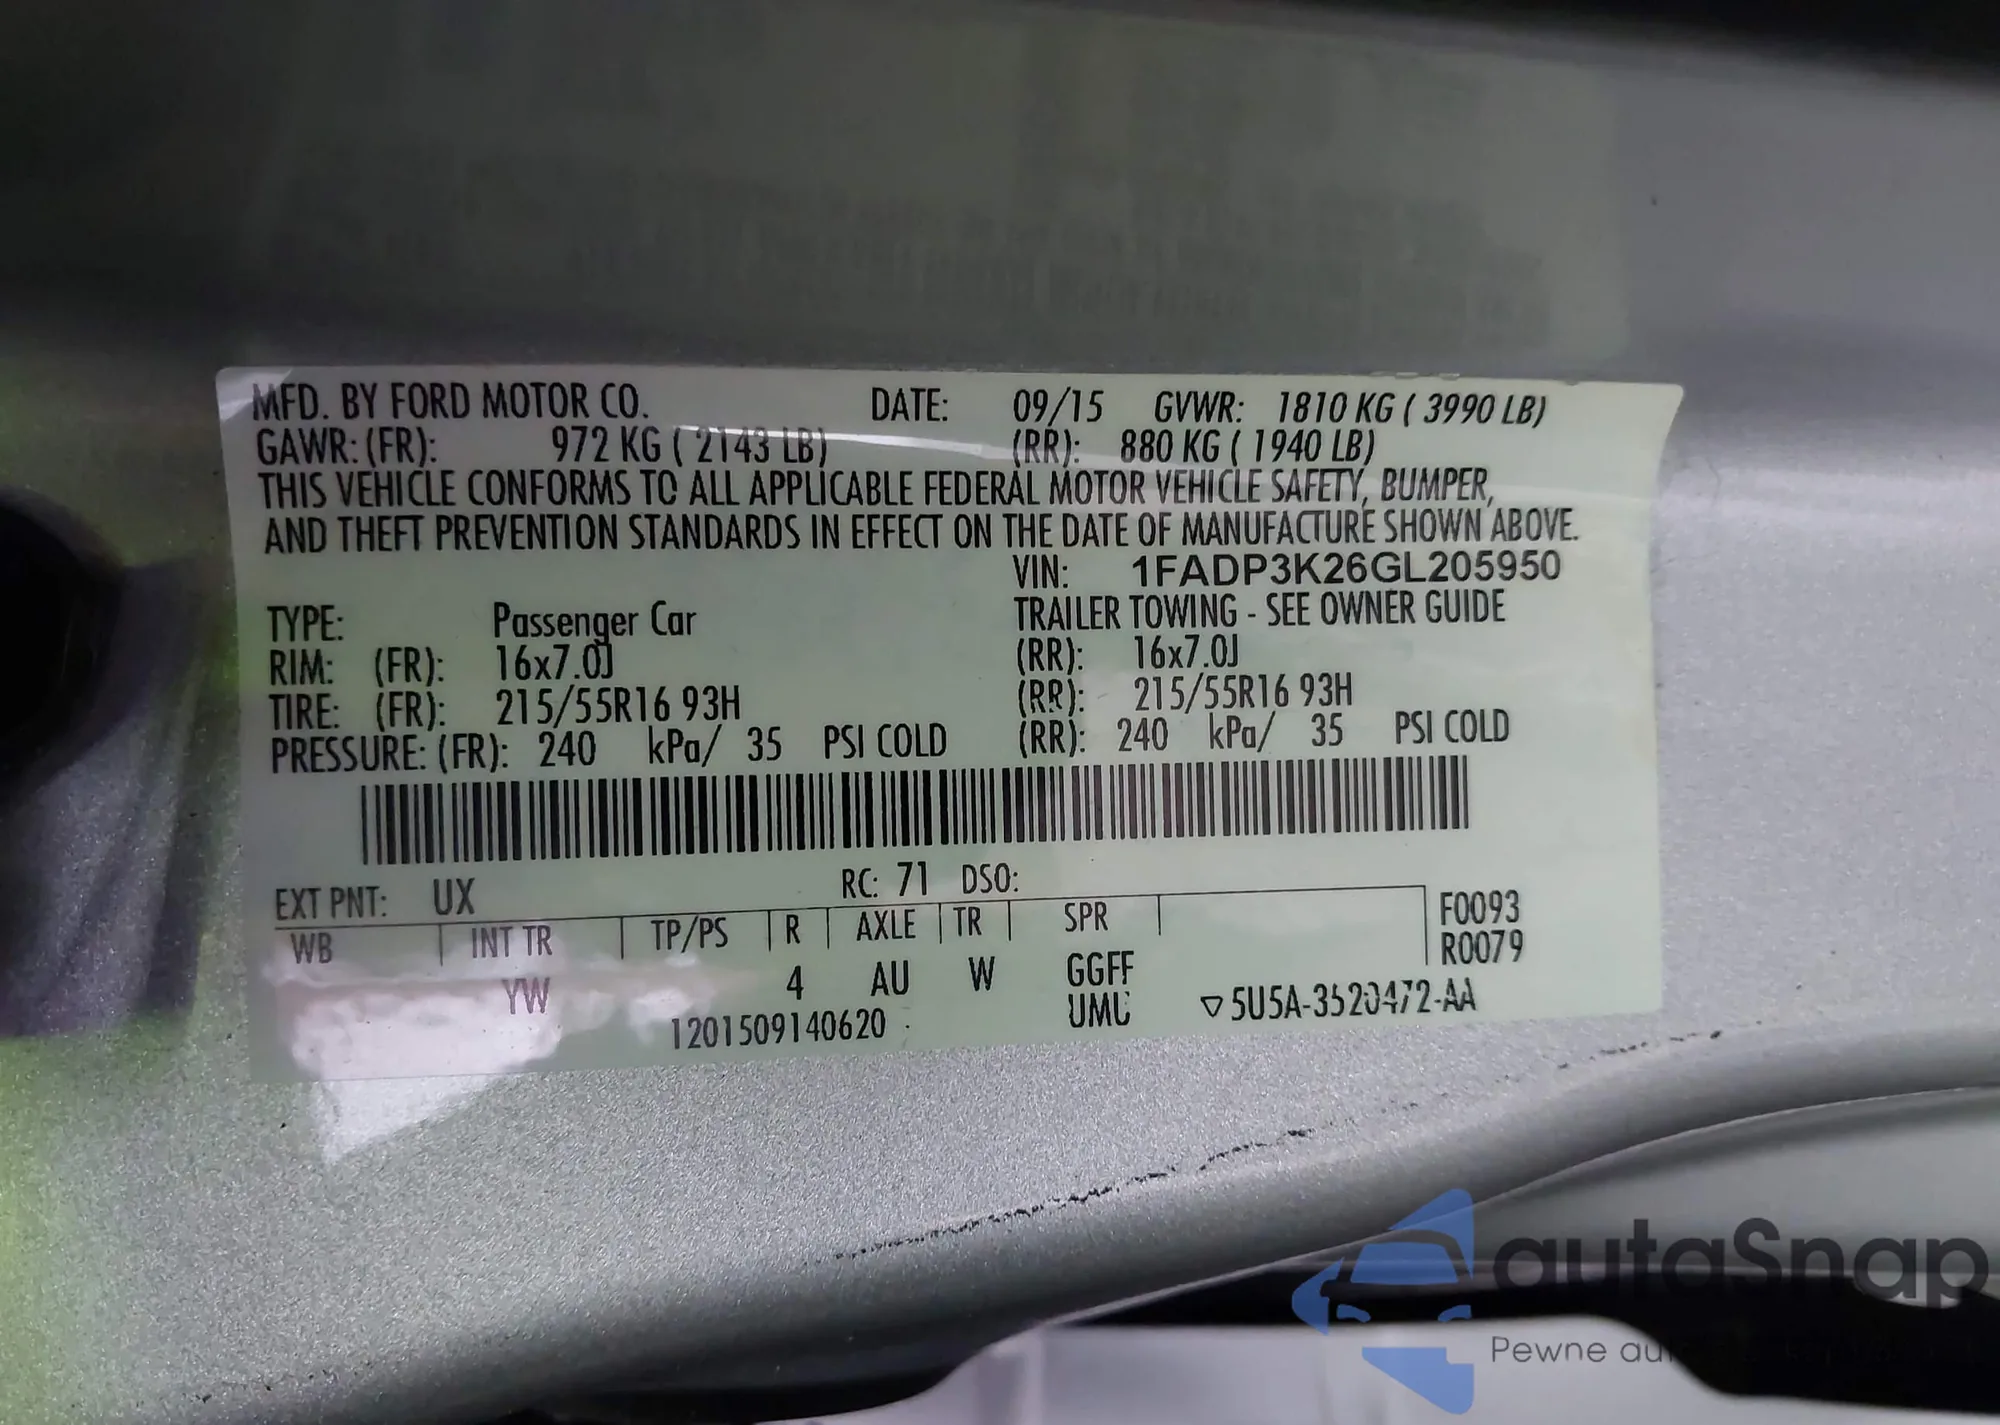 MFD. BY FORD MOTOR CO. DATE: 09/15 GVWR: 1810 KG ( 3990 LB)
GAWR: (FR): 972 KG ( 2143 LB) (RR): 880 KG ( 1940 LB)
THIS VEHICLE CONFORMS TO ALL APPLICABLE FEDERAL MOTOR VEHICLE SAFETY, BUMPER,
AND THEFT PREVENTION STANDARDS IN EFFECT ON THE DATE OF MANUFACTURE SHOWN ABOVE.
VIN: 1FADP3K26GL205950
TYPE: Passenger Car TRAILER TOWING - SEE OWNER GUIDE
RIM: (FR): 16x7.0J (RR): 16x7.0J
TIRE: (FR): 215/55R16 93H (RR): 215/55R16 93H
PRESSURE: (FR): 240 kPa/ 35 PSI COLD (RR): 240 kPa/ 35 PSI COLD
EXT PNT: UX RC: 71 DSO:
WB INT TR TP/PS R AXLE TR SPR F0093
R0079
YW 4 AU W GGFF
1201509140620 UMU ▽5U5A-3520472-AA
autoSnap
Pewne